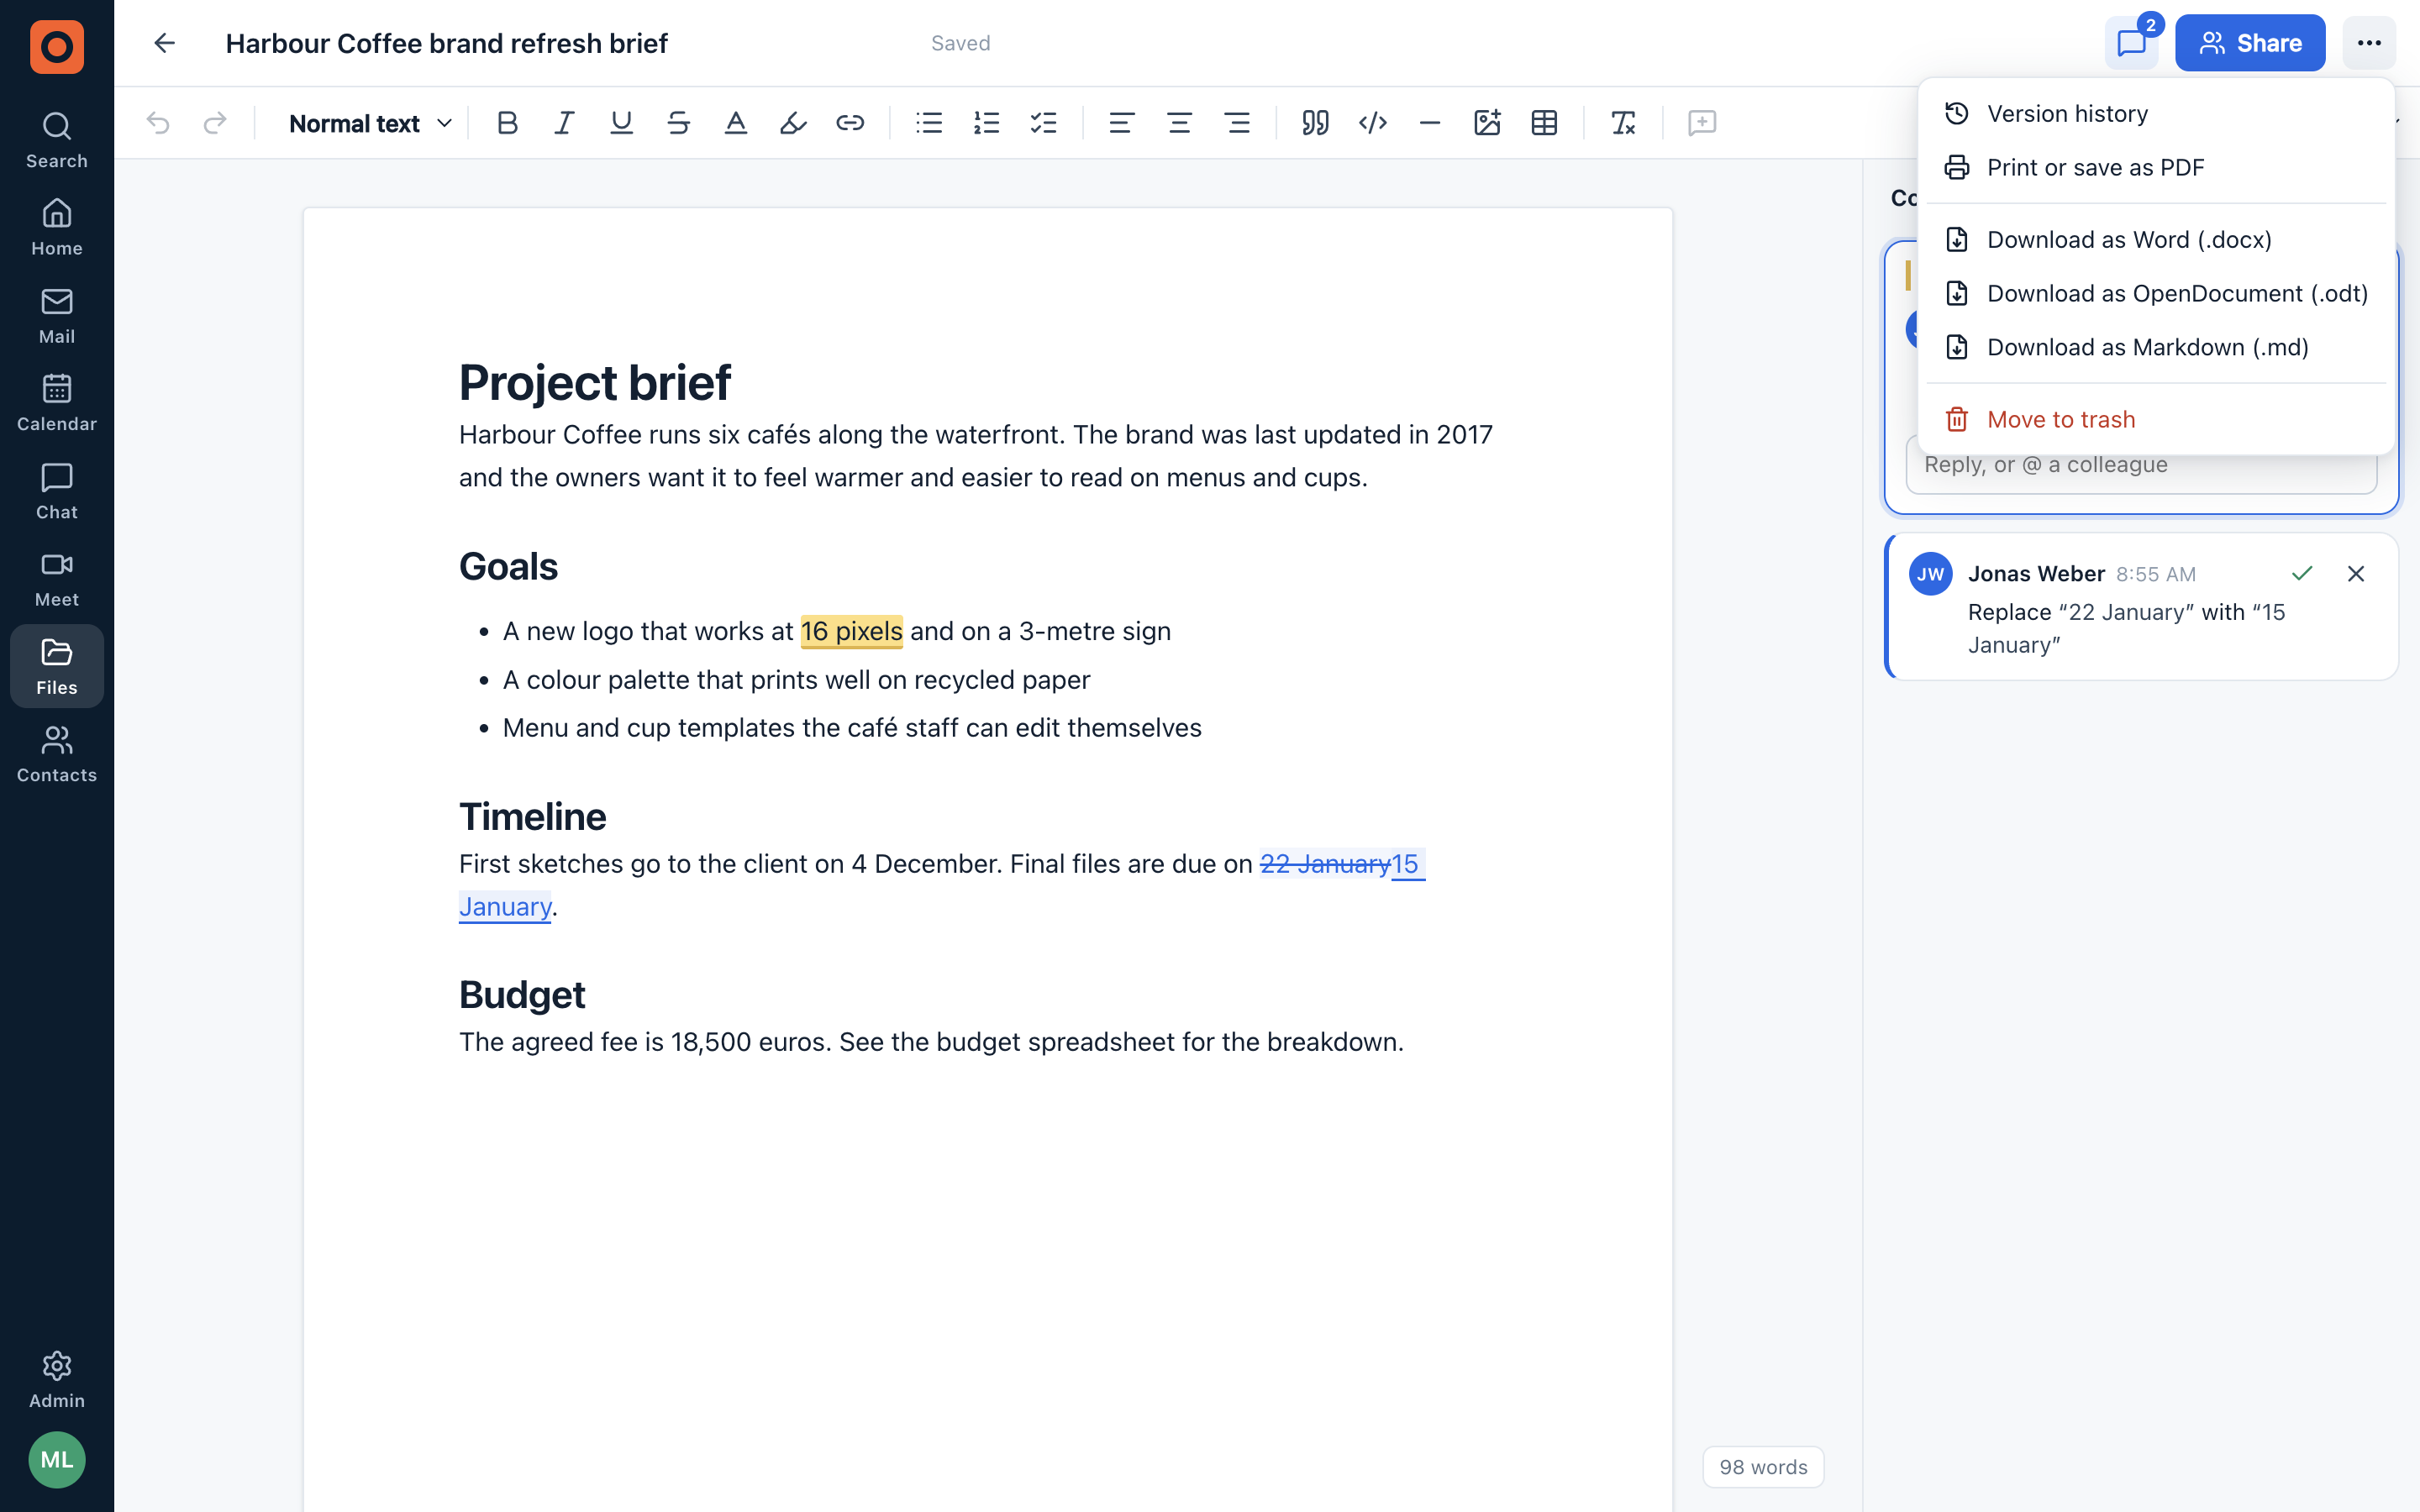 Harbour Coffee brand refresh brief
Saved
2
Share
Search
Home
Mail
Calendar
Chat
Meet
Files
Contacts
Admin
ML
Normal text
Version history
Print or save as PDF
Download as Word (.docx)
Download as OpenDocument (.odt)
Download as Markdown (.md)
Move to trash
Project brief
Harbour Coffee runs six cafés along the waterfront. The brand was last updated in 2017
and the owners want it to feel warmer and easier to read on menus and cups.
Goals
• A new logo that works at 16 pixels and on a 3-metre sign
• A colour palette that prints well on recycled paper
• Menu and cup templates the café staff can edit themselves
Timeline
First sketches go to the client on 4 December. Final files are due on 22 January15
January.
Budget
The agreed fee is 18,500 euros. See the budget spreadsheet for the breakdown.
98 words
Reply, or @ a colleague
JW
Jonas Weber 8:55 AM
Replace “22 January” with “15
January”